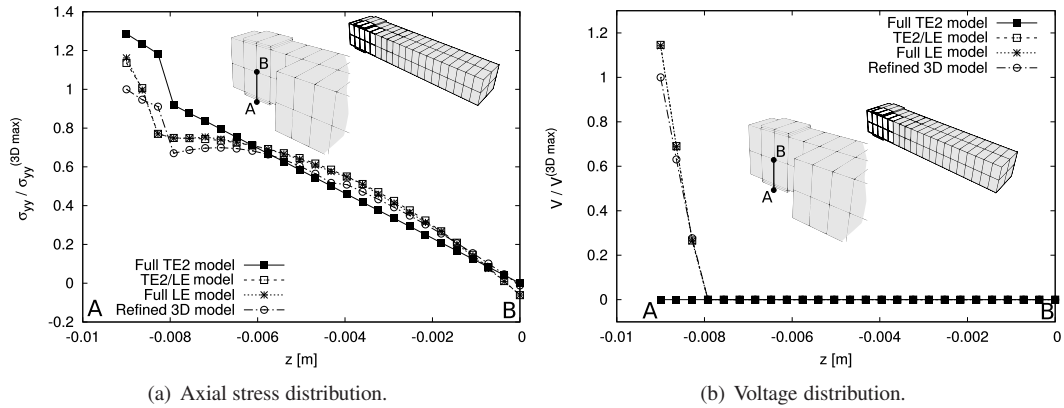 1.4
1.2
1
0.8
0.6
0.4
0.2
0
-0.2
σyy / σyy(3D max)
B
A
Full TE2 model
TE2/LE model
Full LE model
Refined 3D model
A
B
-0.01
-0.008
-0.006
-0.004
-0.002
0
z [m]
(a) Axial stress distribution.
1.2
1
0.8
0.6
0.4
0.2
0
V / V(3D max)
Full TE2 model
TE2/LE model
Full LE model
Refined 3D model
B
A
A
B
-0.01
-0.008
-0.006
-0.004
-0.002
0
z [m]
(b) Voltage distribution.